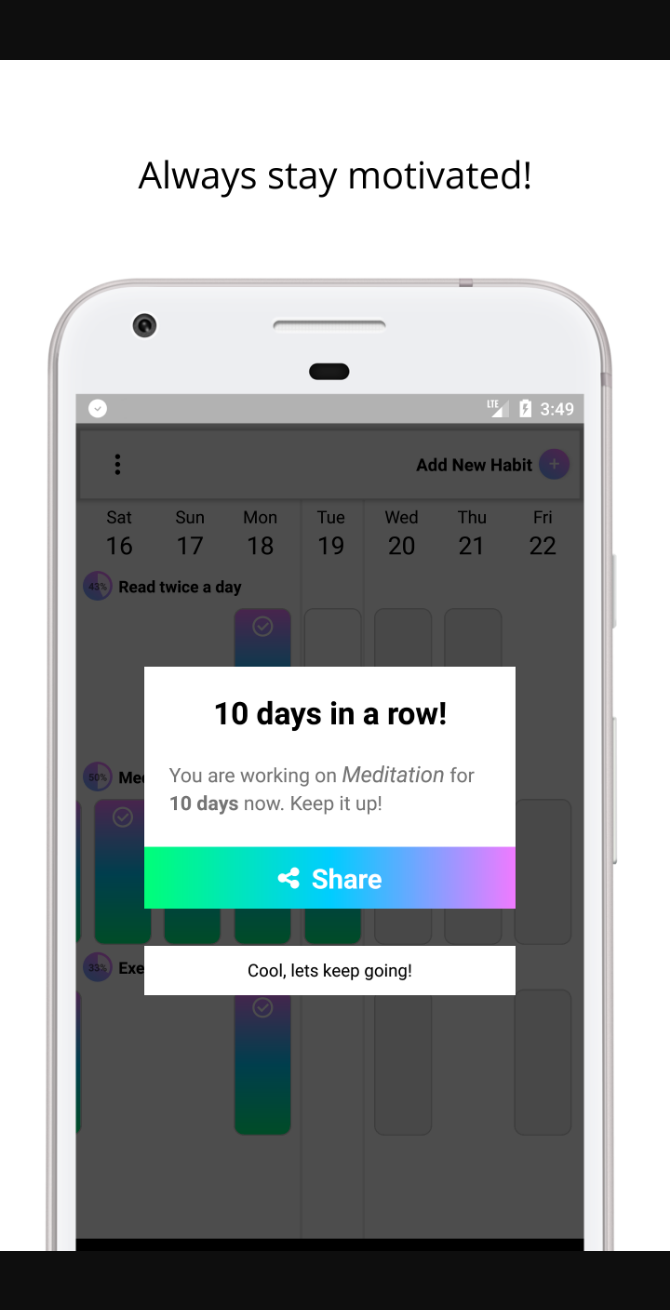 Always stay motivated!
LTE 3:49
Add New Habit +
Sat Sun Mon Tue Wed Thu Fri
16 17 18 19 20 21 22
43% Read twice a day
10 days in a row!
50%
You are working on Meditation for
10 days now. Keep it up!
Share
33%
Cool, lets keep going!